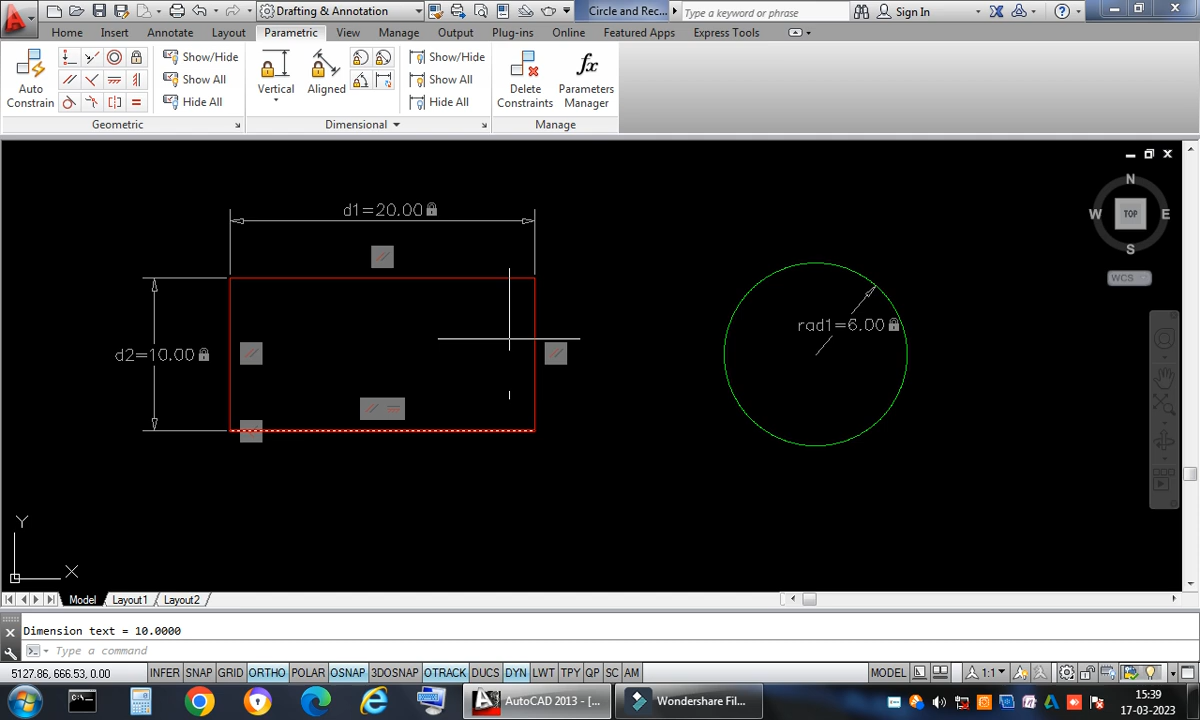 Drafting & Annotation
Circle and Rec...
Type a keyword or phrase
Sign In
Home Insert Annotate Layout Parametric View Manage Output Plug-ins Online Featured Apps Express Tools
Auto Constrain
Show/Hide
Show All
Hide All
Geometric
Vertical
Aligned
Show/Hide
Show All
Hide All
Dimensional
Delete Constraints
Parameters Manager
Manage
N
W TOP E
S
WCS
d1=20.00
d2=10.00
rad1=6.00
Y
X
Model Layout1 Layout2
Dimension text = 10.0000
Type a command
5127.86, 666.53, 0.00 INFER SNAP GRID ORTHO POLAR OSNAP 3DOSNAP OTRACK DUCS DYN LWT TPY QP SC AM MODEL 1:1
AutoCAD 2013 - [...
Wondershare Film...
15:39
17-03-2023